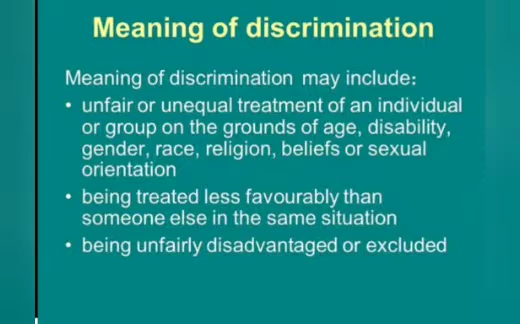 Meaning of discrimination
Meaning of discrimination may include:
• unfair or unequal treatment of an individual
or group on the grounds of age, disability,
gender, race, religion, beliefs or sexual
orientation
• being treated less favourably than
someone else in the same situation
• being unfairly disadvantaged or excluded